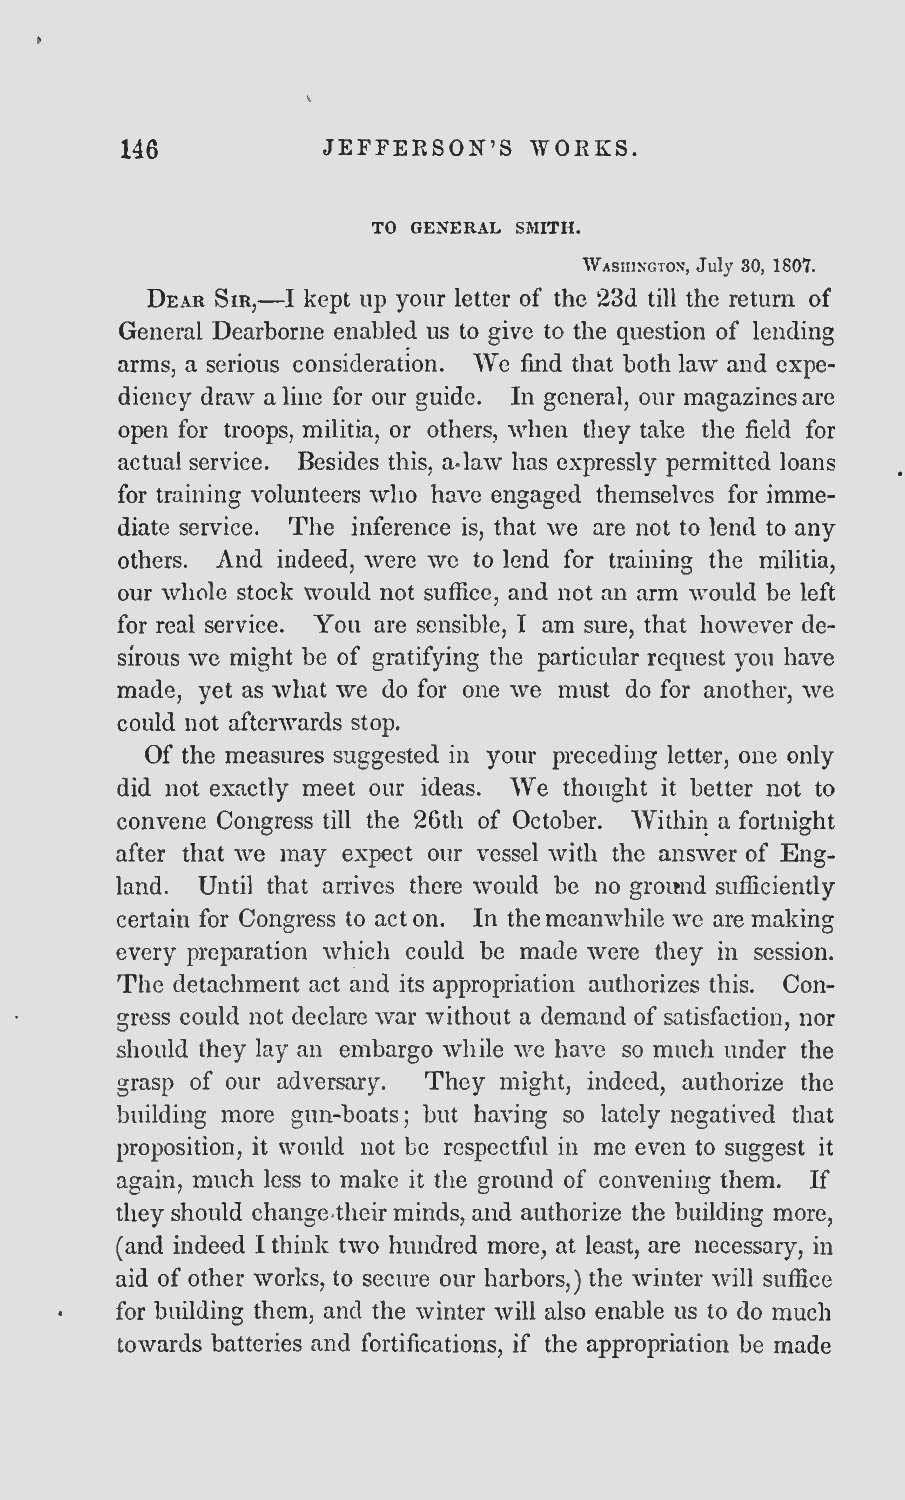 146 JEFFERSON'S WORKS.
TO GENERAL SMITH.
WASHINGTON, July 30, 1807.
DEAR SIR,—I kept up your letter of the 23d till the return of
General Dearborne enabled us to give to the question of lending
arms, a serious consideration. We find that both law and expe-
diency draw a line for our guide. In general, our magazines are
open for troops, militia, or others, when they take the field for
actual service. Besides this, a law has expressly permitted loans
for training volunteers who have engaged themselves for imme-
diate service. The inference is, that we are not to lend to any
others. And indeed, were we to lend for training the militia,
our whole stock would not suffice, and not an arm would be left
for real service. You are sensible, I am sure, that however de-
sirous we might be of gratifying the particular request you have
made, yet as what we do for one we must do for another, we
could not afterwards stop.
Of the measures suggested in your preceding letter, one only
did not exactly meet our ideas. We thought it better not to
convene Congress till the 26th of October. Within a fortnight
after that we may expect our vessel with the answer of Eng-
land. Until that arrives there would be no ground sufficiently
certain for Congress to act on. In the meanwhile we are making
every preparation which could be made were they in session.
The detachment act and its appropriation authorizes this. Con-
gress could not declare war without a demand of satisfaction, nor
should they lay an embargo while we have so much under the
grasp of our adversary. They might, indeed, authorize the
building more gun-boats; but having so lately negatived that
proposition, it would not be respectful in me even to suggest it
again, much less to make it the ground of convening them. If
they should change their minds, and authorize the building more,
(and indeed I think two hundred more, at least, are necessary, in
aid of other works, to secure our harbors,) the winter will suffice
for building them, and the winter will also enable us to do much
towards batteries and fortifications, if the appropriation be made